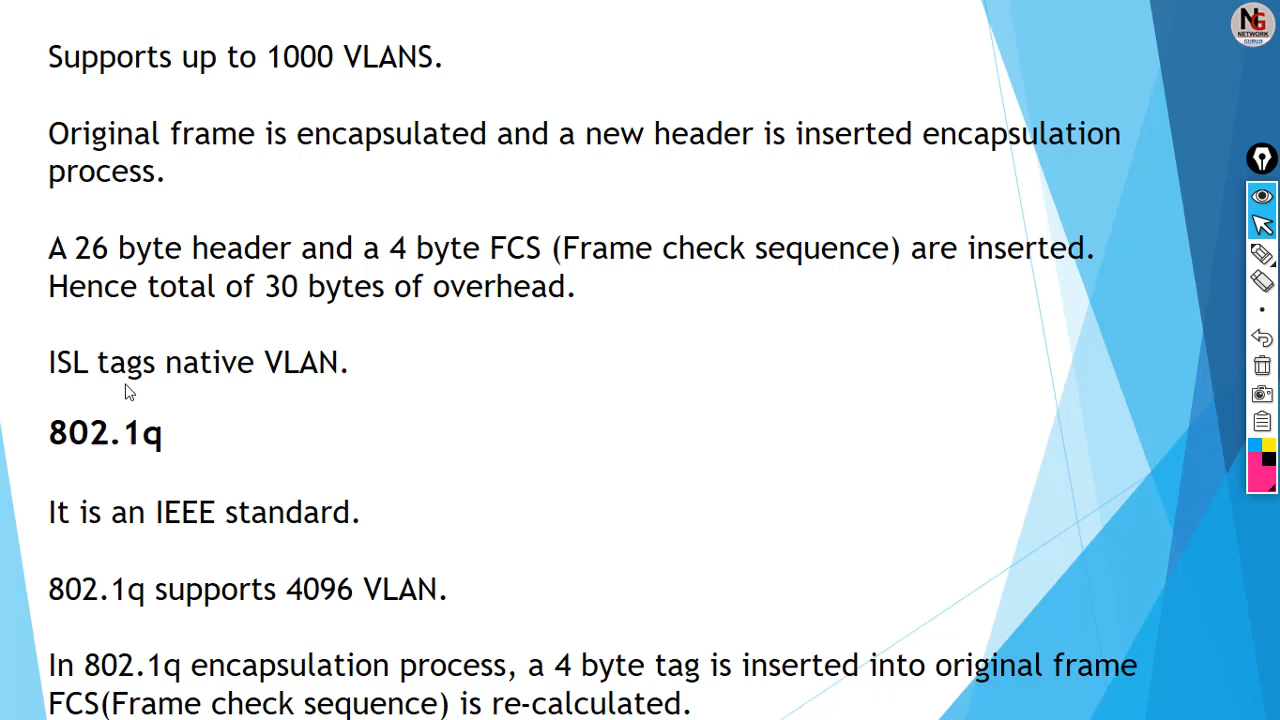 Supports up to 1000 VLANS.
Original frame is encapsulated and a new header is inserted encapsulation
process.
A 26 byte header and a 4 byte FCS (Frame check sequence) are inserted.
Hence total of 30 bytes of overhead.
ISL tags native VLAN.
802.1q
It is an IEEE standard.
802.1q supports 4096 VLAN.
In 802.1q encapsulation process, a 4 byte tag is inserted into original frame
FCS(Frame check sequence) is re-calculated.
NG
NETWORK